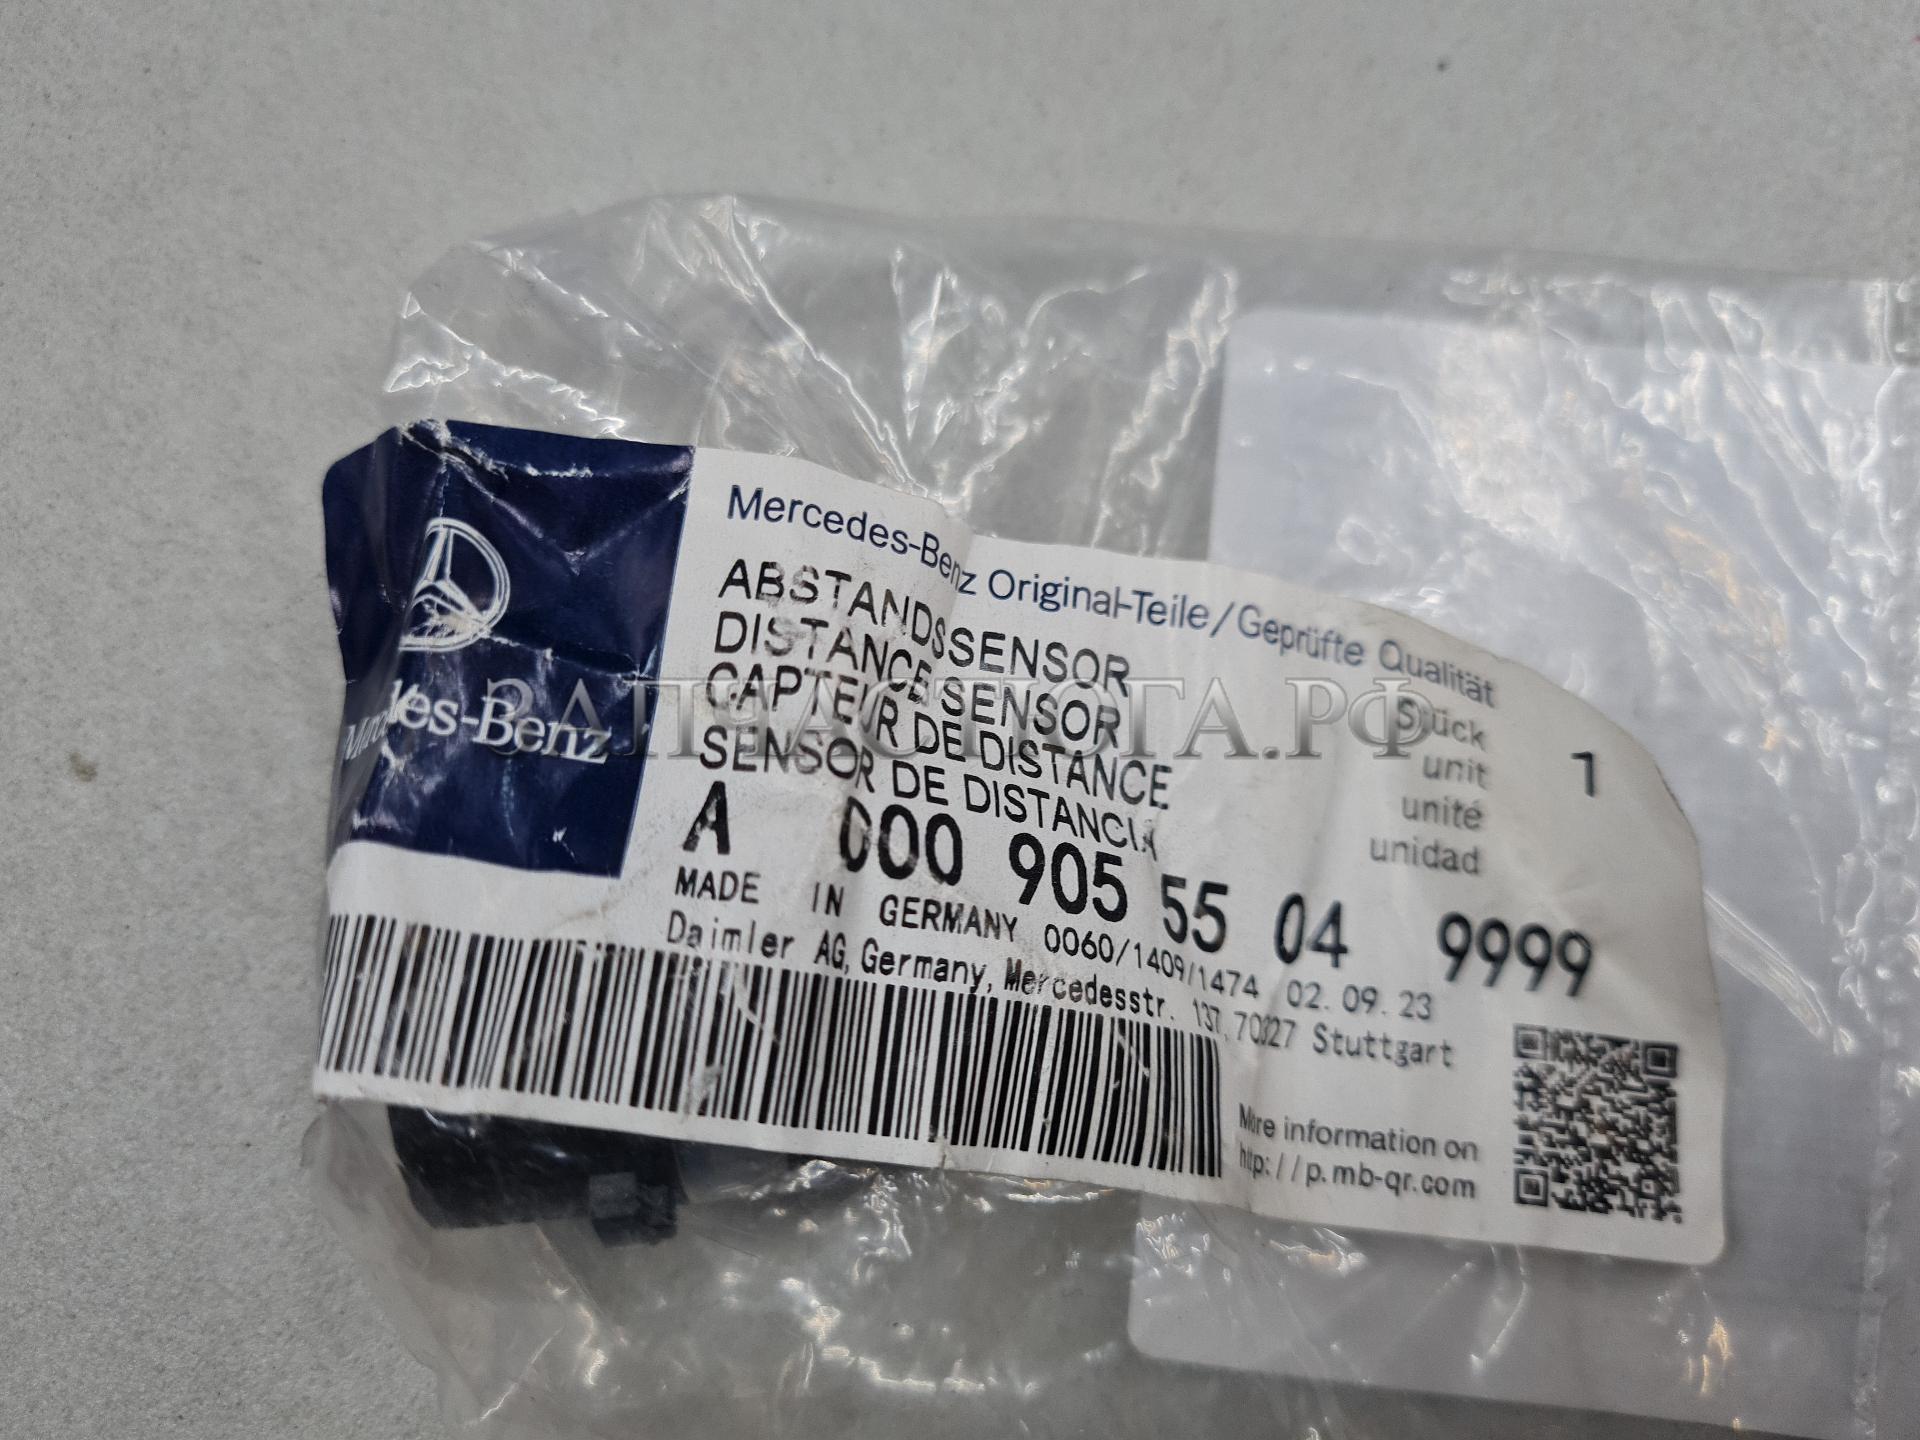 Mercedes-Benz
Mercedes-Benz Original-Teile/Geprüfte Qualität
ABSTANDSSENSOR
DISTANCE SENSOR
CAPTEUR DE DISTANCE
SENSOR DE DISTANCIA
Stück
unit 1
unité
unidad
A 000 905 55 04 9999
MADE IN GERMANY 0060/1409/1474 02.09.23
Daimler AG, Germany, Mercedesstr. 137, 70327 Stuttgart
More information on
http://p.mb-qr.com
ЗАПЧАСТЮГА.РФ